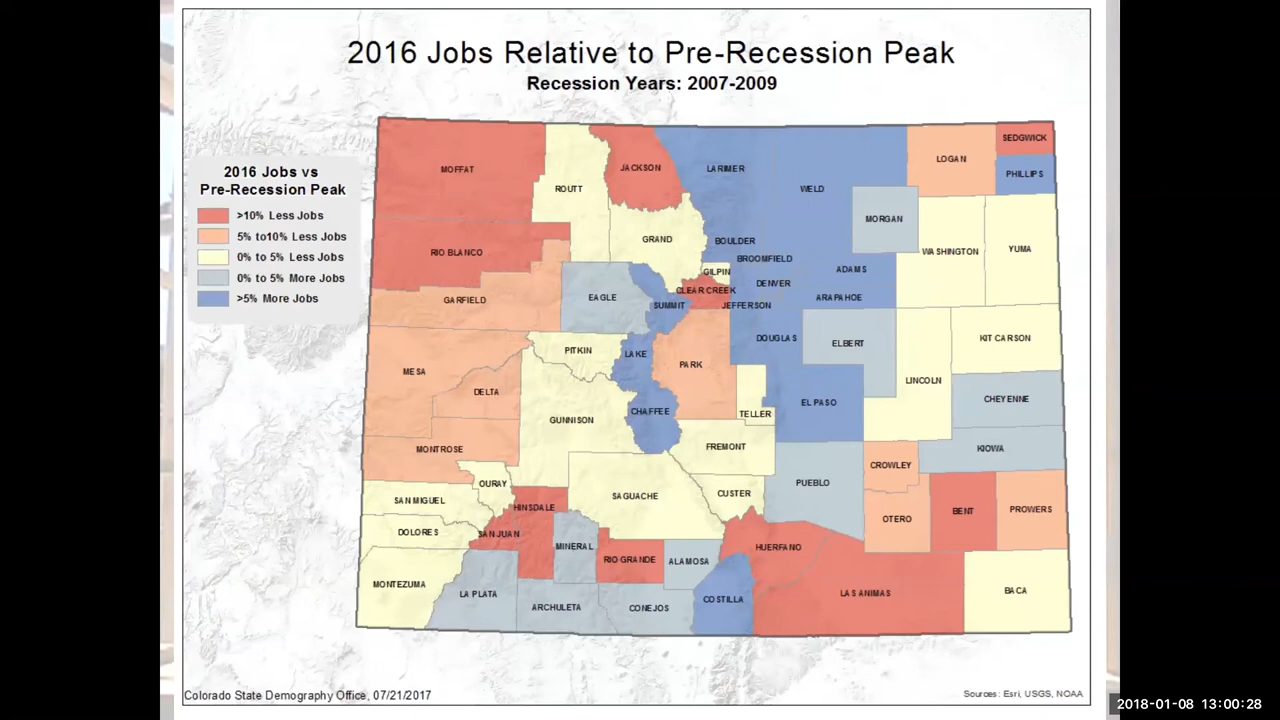 2016 Jobs Relative to Pre-Recession Peak
Recession Years: 2007-2009
2016 Jobs vs
Pre-Recession Peak
>10% Less Jobs
5% to10% Less Jobs
0% to 5% Less Jobs
0% to 5% More Jobs
>5% More Jobs
MOFFAT
ROUTT
JACKSON
LARIMER
WELD
LOGAN
SEDGWICK
PHILLIPS
MORGAN
RIO BLANCO
GRAND
BOULDER
WASHINGTON
YUMA
BROOMFIELD
GILPIN
ADAMS
DENVER
CLEAR CREEK
GARFIELD
EAGLE
SUMMIT
JEFFERSON
ARAPAHOE
PITKIN
LAKE
DOUGLAS
ELBERT
KIT CARSON
MESA
PARK
LINCOLN
DELTA
CHEYENNE
GUNNISON
CHAFFEE
TELLER
EL PASO
MONTROSE
FREMONT
KIOWA
CROWLEY
OURAY
PUEBLO
SAN MIGUEL
SAGUACHE
CUSTER
HINSDALE
OTERO
BENT
PROWERS
DOLORES
SAN JUAN
MINERAL
HUERFANO
RIO GRANDE
ALAMOSA
MONTEZUMA
LA PLATA
ARCHULETA
CONEJOS
COSTILLA
LAS ANIMAS
BACA
Colorado State Demography Office, 07/21/2017
Sources: Esri, USGS, NOAA
2018-01-08 13:00:28